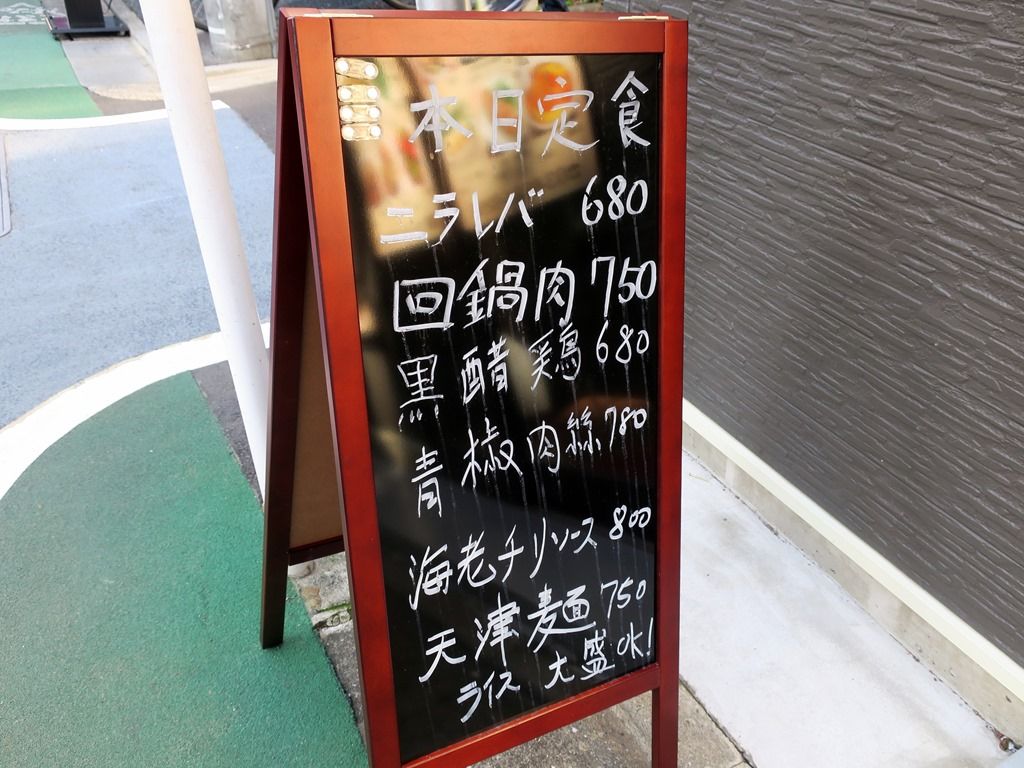 本日定食
ニラレバ 680
回鍋肉 750
黒醋鶏 680
青椒肉絲 780
海老チリソース 800
天津麺 750
ライス 大盛OK!